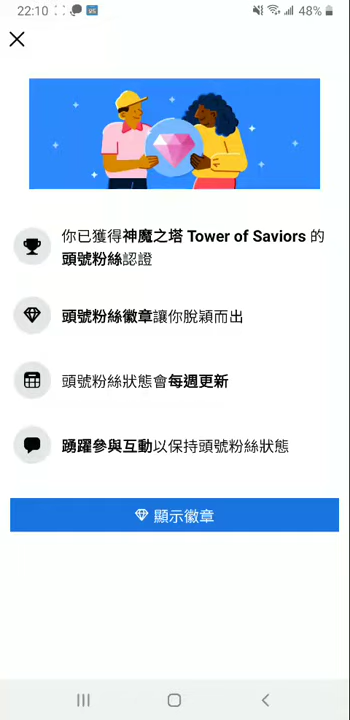 22:10
48%
你已獲得神魔之塔 Tower of Saviors 的
頭號粉絲認證
頭號粉絲徽章讓你脫穎而出
頭號粉絲狀態會每週更新
踴躍參與互動以保持頭號粉絲狀態
顯示徽章